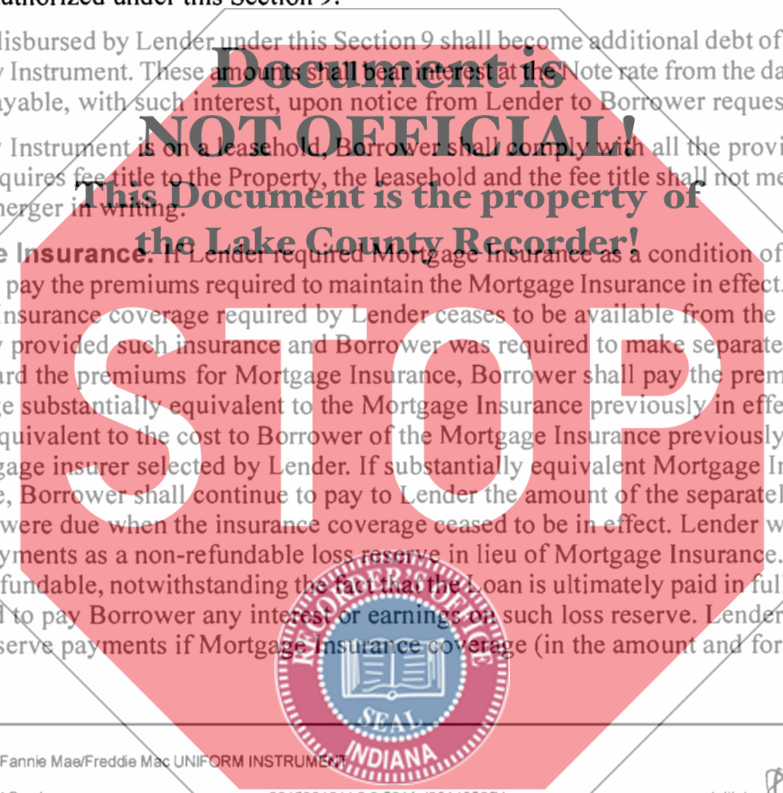 authorized under this Section 9.
disbursed by Lender under this Section 9 shall become additional debt of
Instrument. These amounts shall bear interest at the Note rate from the da
ayable, with such interest, upon notice from Lender to Borrower reques
Document is
NOT OFFICIAL!
This Document is the property of
the Lake County Recorder!
Instrument is on a leasehold, Borrower shall comply with all the provi
quires fee title to the Property, the leasehold and the fee title shall not me
nerger in writing.
e Insurance. If Lender required Mortgage Insurance as a condition of
pay the premiums required to maintain the Mortgage Insurance in effect.
Insurance coverage required by Lender ceases to be available from the
provided such insurance and Borrower was required to make separate
ard the premiums for Mortgage Insurance, Borrower shall pay the prem
ge substantially equivalent to the Mortgage Insurance previously in effe
quivalent to the cost to Borrower of the Mortgage Insurance previously
gage insurer selected by Lender. If substantially equivalent Mortgage In
e, Borrower shall continue to pay to Lender the amount of the separatel
were due when the insurance coverage ceased to be in effect. Lender w
yments as a non-refundable loss reserve in lieu of Mortgage Insurance.
fundable, notwithstanding the fact that the Loan is ultimately paid in ful
d to pay Borrower any interest or earnings on such loss reserve. Lender
serve payments if Mortgage Insurance coverage (in the amount and for
STOP
RECORDER'S OFFICE
SEAL
INDIANA
Fannie Mae/Freddie Mac UNIFORM INSTRUMENT